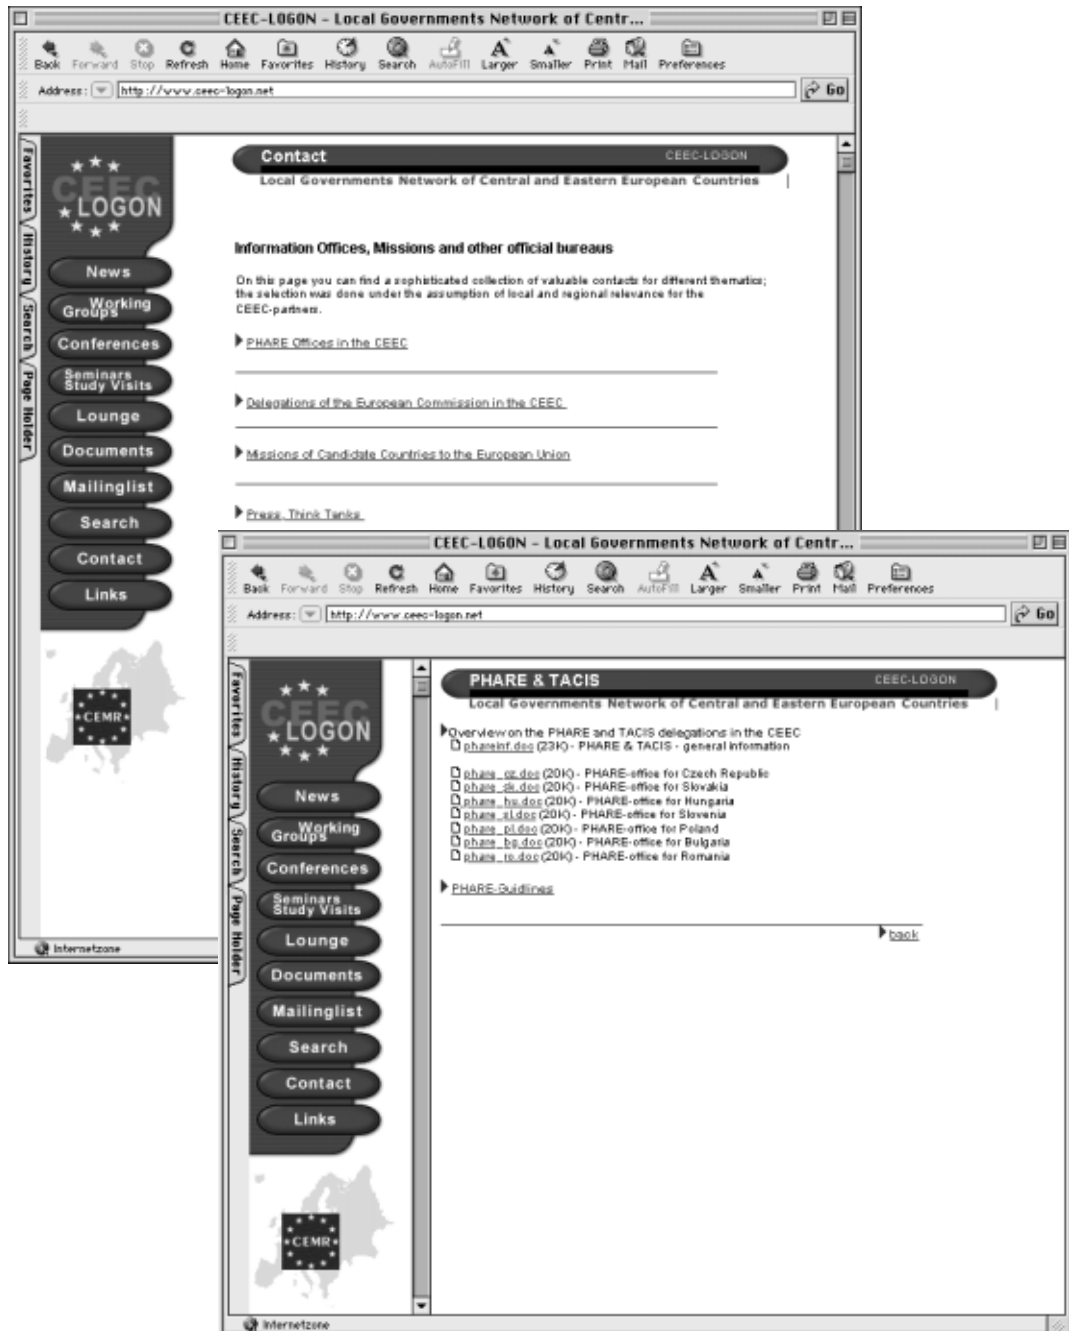 CEEC-LOGON - Local Governments Network of Centr...
Back Forward Stop Refresh Home Favorites History Search AutoFill Larger Smaller Print Mail Preferences
Address: http://www.ceec-logon.net Go
Favorites
History
Search
Page Holder
CEEC
LOGON
News
Working
Groups
Conferences
Seminars
Study Visits
Lounge
Documents
Mailinglist
Search
Contact
Links
CEMR
Internetzone
Contact CEEC-LOGON
Local Governments Network of Central and Eastern European Countries |
Information Offices, Missions and other official bureaus
On this page you can find a sophisticated collection of valuable contacts for different thematics;
the selection was done under the assumption of local and regional relevance for the
CEEC-partners.
PHARE Offices in the CEEC
Delegations of the European Commission in the CEEC
Missions of Candidate Countries to the European Union
Press, Think Tanks
CEEC-LOGON - Local Governments Network of Centr...
Back Forward Stop Refresh Home Favorites History Search AutoFill Larger Smaller Print Mail Preferences
Address: http://www.ceec-logon.net Go
Favorites
History
Search
Page Holder
CEEC
LOGON
News
Working
Groups
Conferences
Seminars
Study Visits
Lounge
Documents
Mailinglist
Search
Contact
Links
CEMR
Internetzone
PHARE & TACIS CEEC-LOGON
Local Governments Network of Central and Eastern European Countries |
Overview on the PHARE and TACIS delegations in the CEEC
phareinf.doc (23K) - PHARE & TACIS - general information
phare_cz.doc (20K) - PHARE-office for Czech Republic
phare_sk.doc (20K) - PHARE-office for Slovakia
phare_hu.doc (20K) - PHARE-office for Hungaria
phare_sl.doc (20K) - PHARE-office for Slovenia
phare_pl.doc (20K) - PHARE-office for Poland
phare_bg.doc (20K) - PHARE-office for Bulgaria
phare_ro.doc (20K) - PHARE-office for Romania
PHARE-Guidlines
back